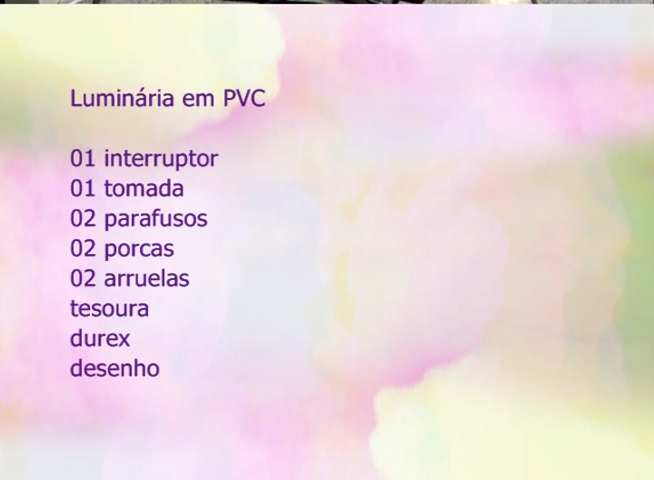 Luminária em PVC
01 interruptor
01 tomada
02 parafusos
02 porcas
02 arruelas
tesoura
durex
desenho